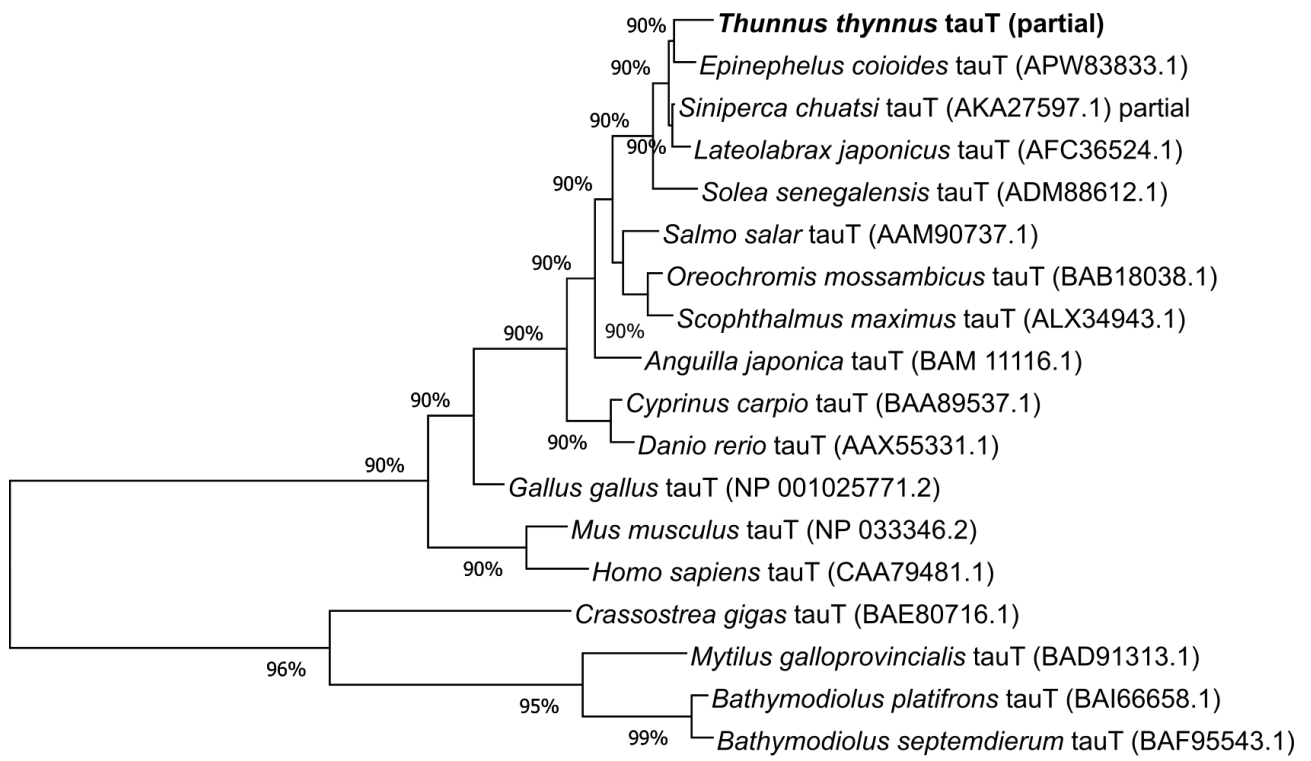 90%
Thunnus thynnus tauT (partial)
90%
Epinephelus coioides tauT (APW83833.1)
Siniperca chuatsi tauT (AKA27597.1) partial
90%
90%
Lateolabrax japonicus tauT (AFC36524.1)
90%
Solea senegalensis tauT (ADM88612.1)
Salmo salar tauT (AAM90737.1)
90%
Oreochromis mossambicus tauT (BAB18038.1)
Scophthalmus maximus tauT (ALX34943.1)
90%
90%
Anguilla japonica tauT (BAM 11116.1)
90%
Cyprinus carpio tauT (BAA89537.1)
90%
Danio rerio tauT (AAX55331.1)
90%
Gallus gallus tauT (NP 001025771.2)
Mus musculus tauT (NP 033346.2)
90%
Homo sapiens tauT (CAA79481.1)
Crassostrea gigas tauT (BAE80716.1)
96%
Mytilus galloprovincialis tauT (BAD91313.1)
95%
Bathymodiolus platifrons tauT (BAI66658.1)
99%
Bathymodiolus septemdierum tauT (BAF95543.1)